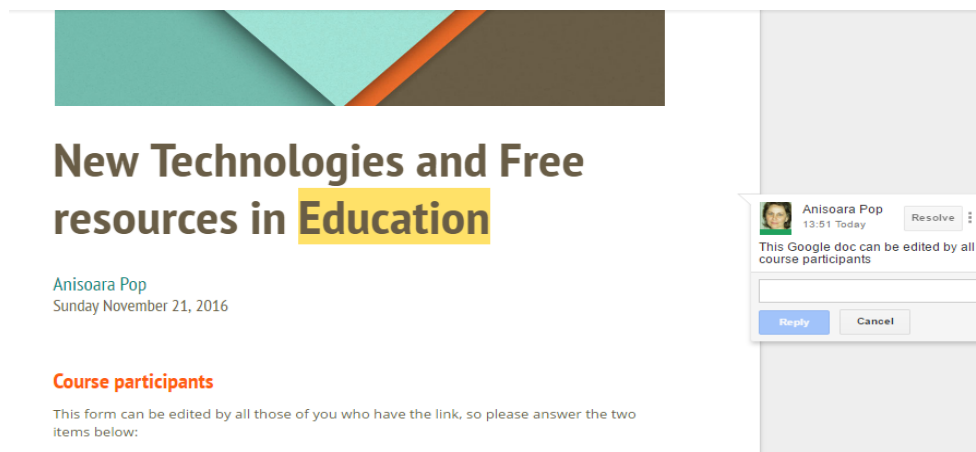 New Technologies and Free
resources in Education
Anisoara Pop
Sunday November 21, 2016
Course participants
This form can be edited by all those of you who have the link, so please answer the two
items below:
Anisoara Pop
13:51 Today
Resolve
This Google doc can be edited by all
course participants
Reply
Cancel